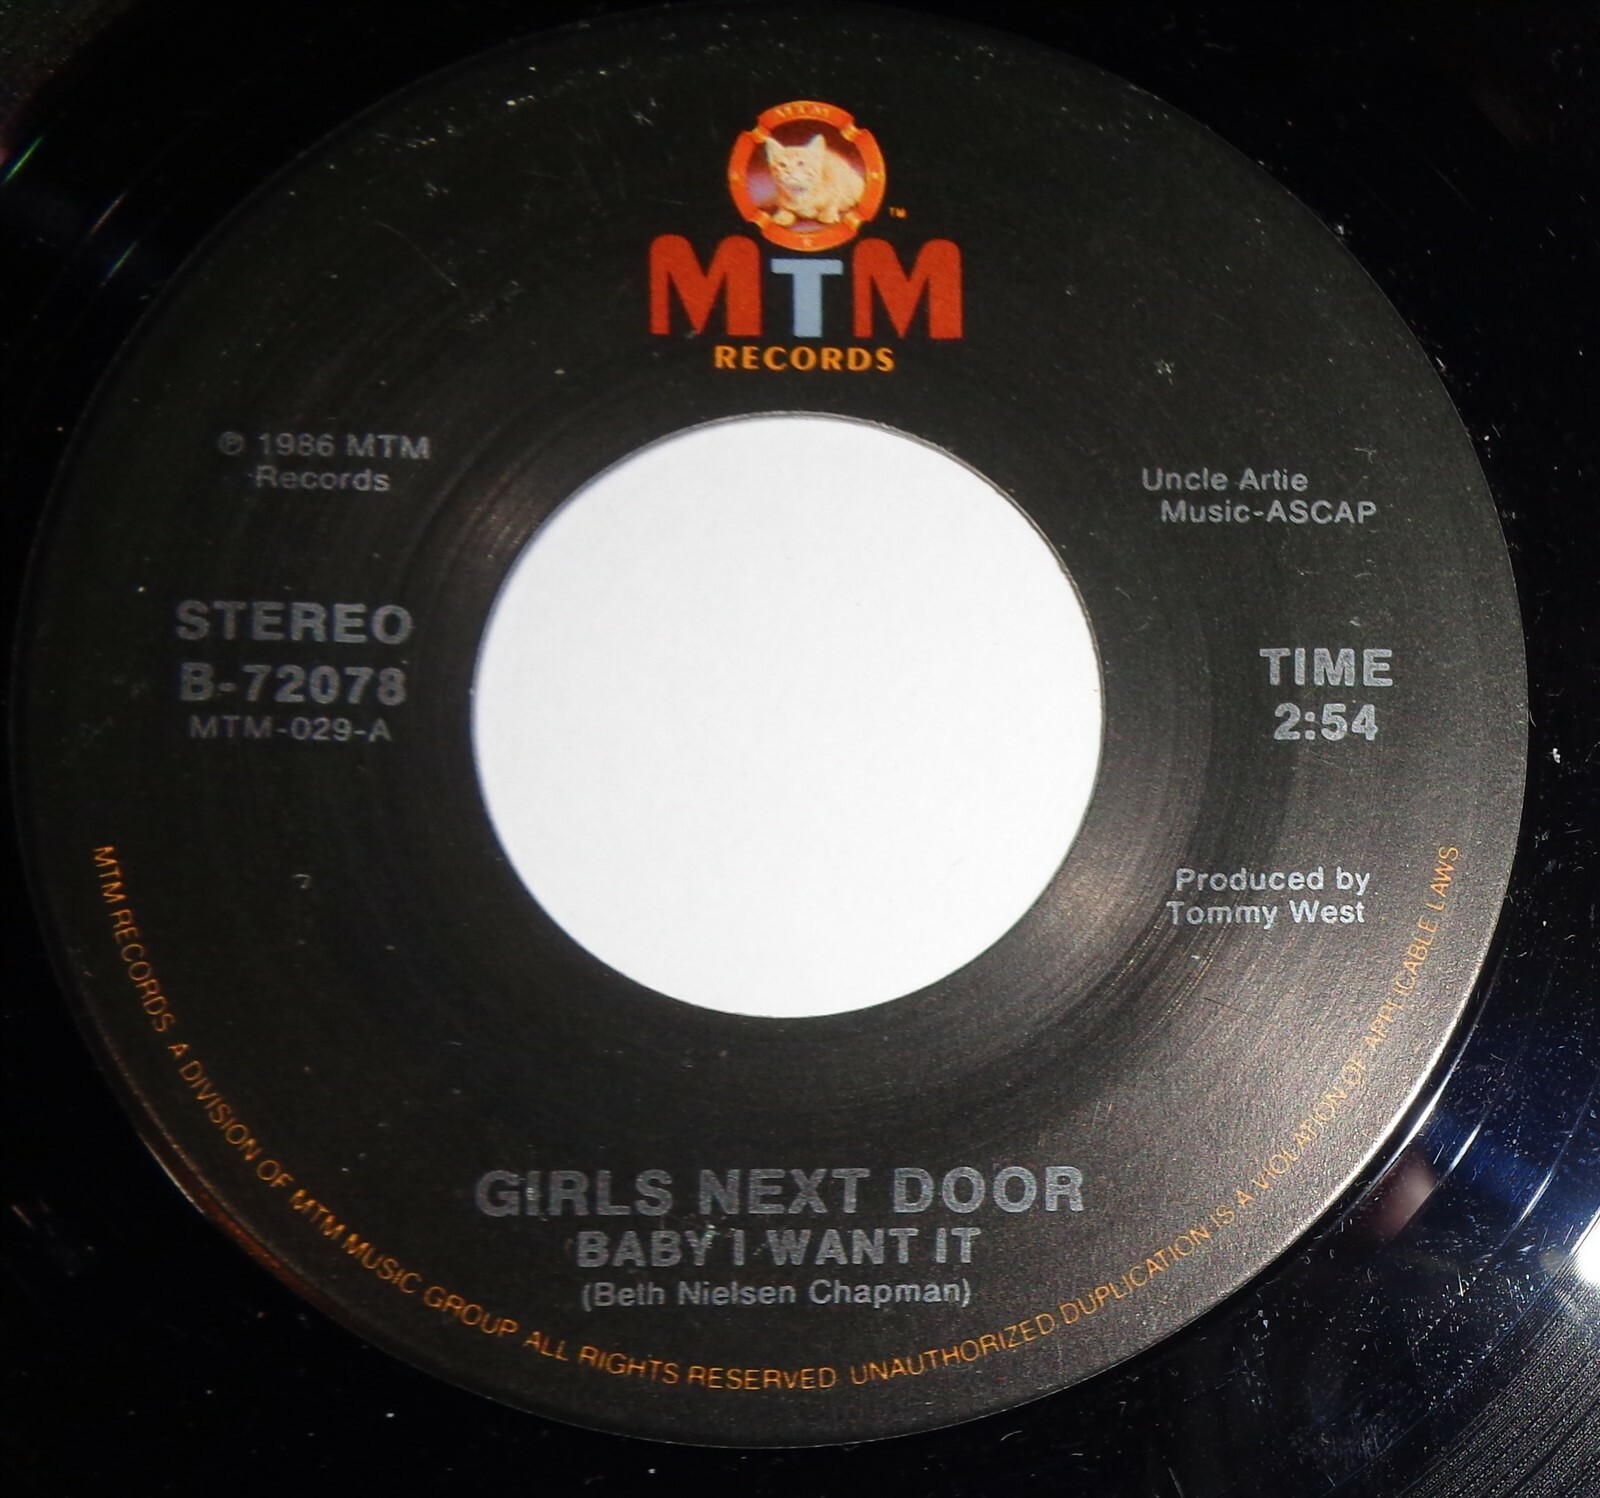 MTM
™
MTM
RECORDS
℗ 1986 MTM
Records
Uncle Artie
Music-ASCAP
STEREO
B-72078
MTM-029-A
TIME
2:54
Produced by
Tommy West
GIRLS NEXT DOOR
BABY I WANT IT
(Beth Nielsen Chapman)
MTM RECORDS. A DIVISION OF MTM MUSIC GROUP ALL RIGHTS RESERVED UNAUTHORIZED DUPLICATION IS A VIOLATION OF APPLICABLE LAWS